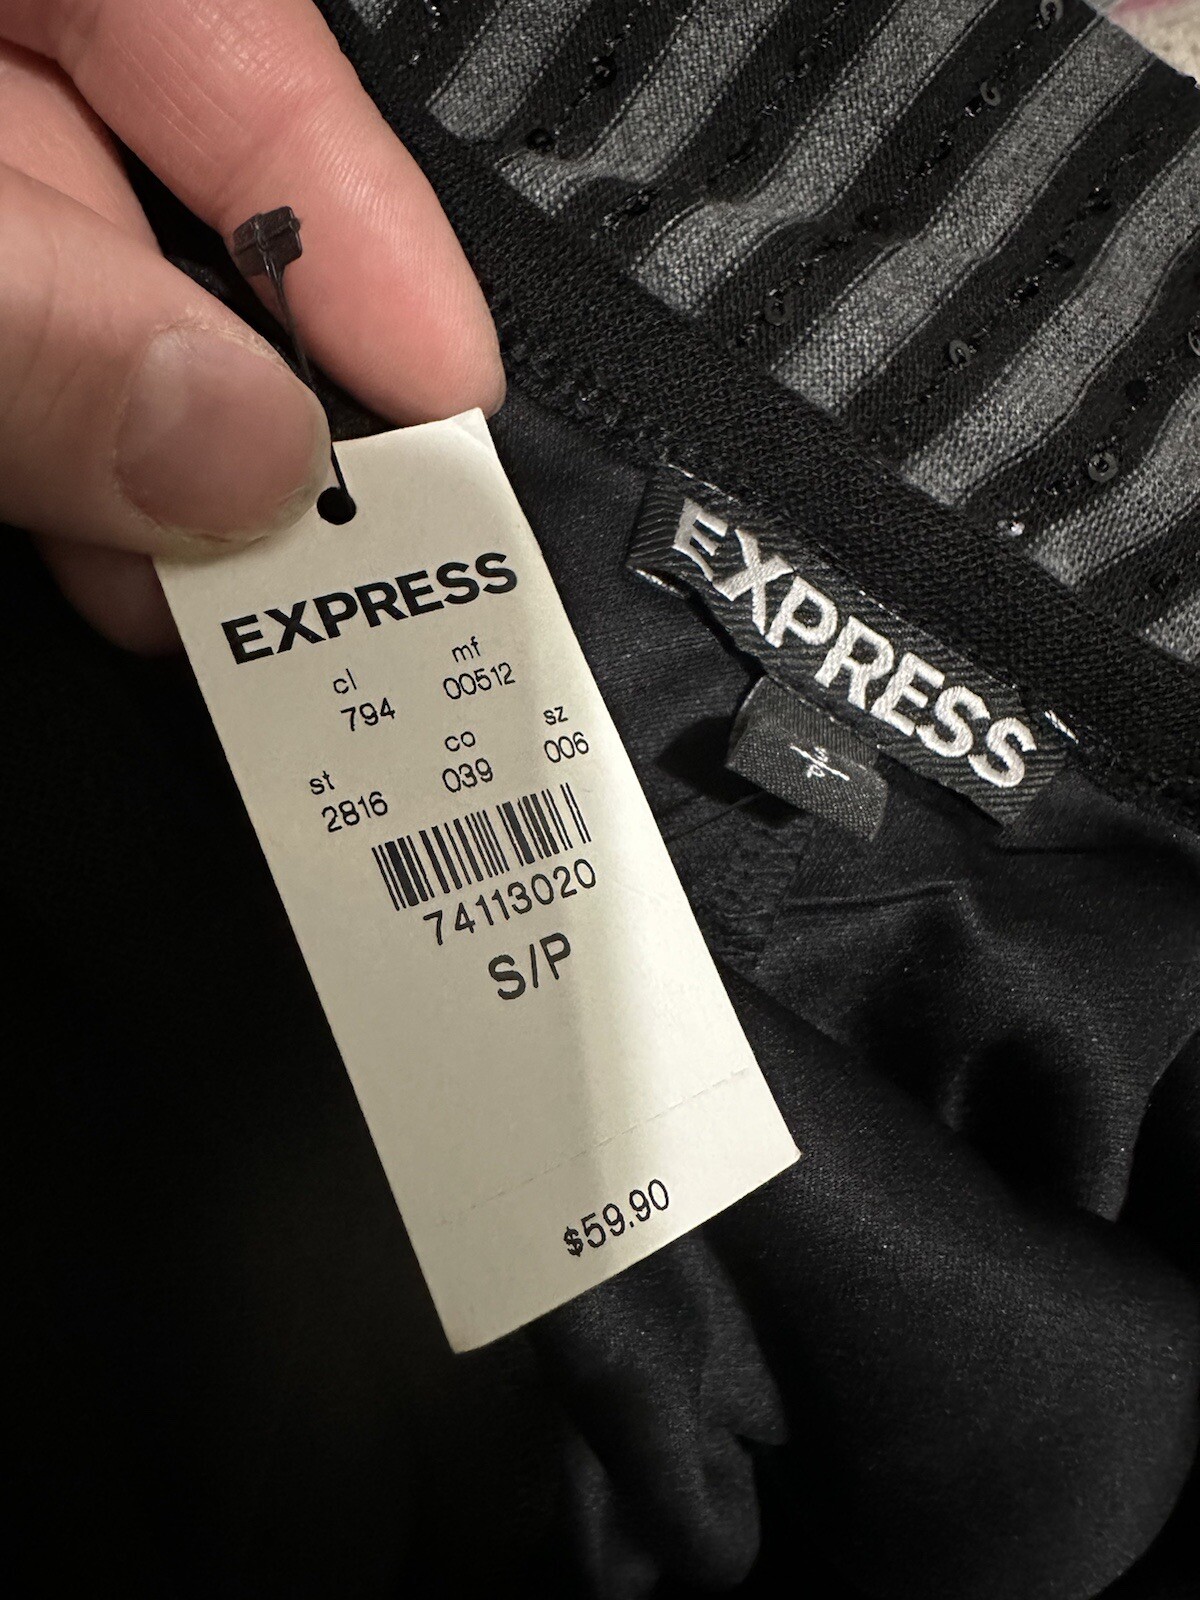 EXPRESS
cl mf
794 00512
st co sz
2816 039 006
74113020
S/P
$59.90
EXPRESS
S/P